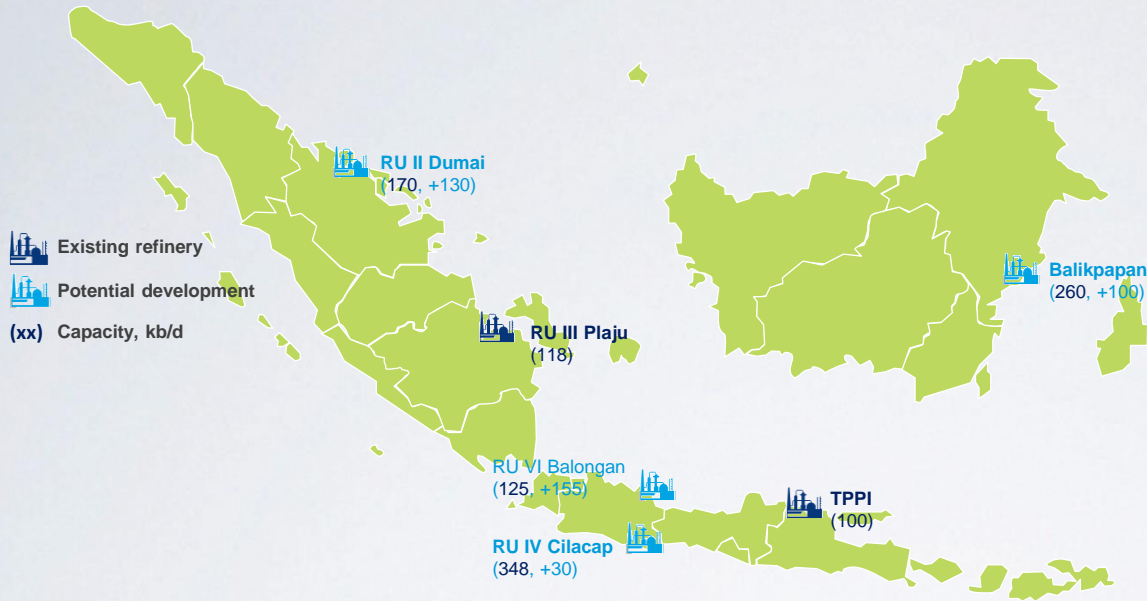 RU II Dumai
(170, +130)
Existing refinery
Potential development
(xx) Capacity, kb/d
Balikpapan
(260, +100)
RU III Plaju
(118)
RU VI Balongan
(125, +155)
TPPI
(100)
RU IV Cilacap
(348, +30)